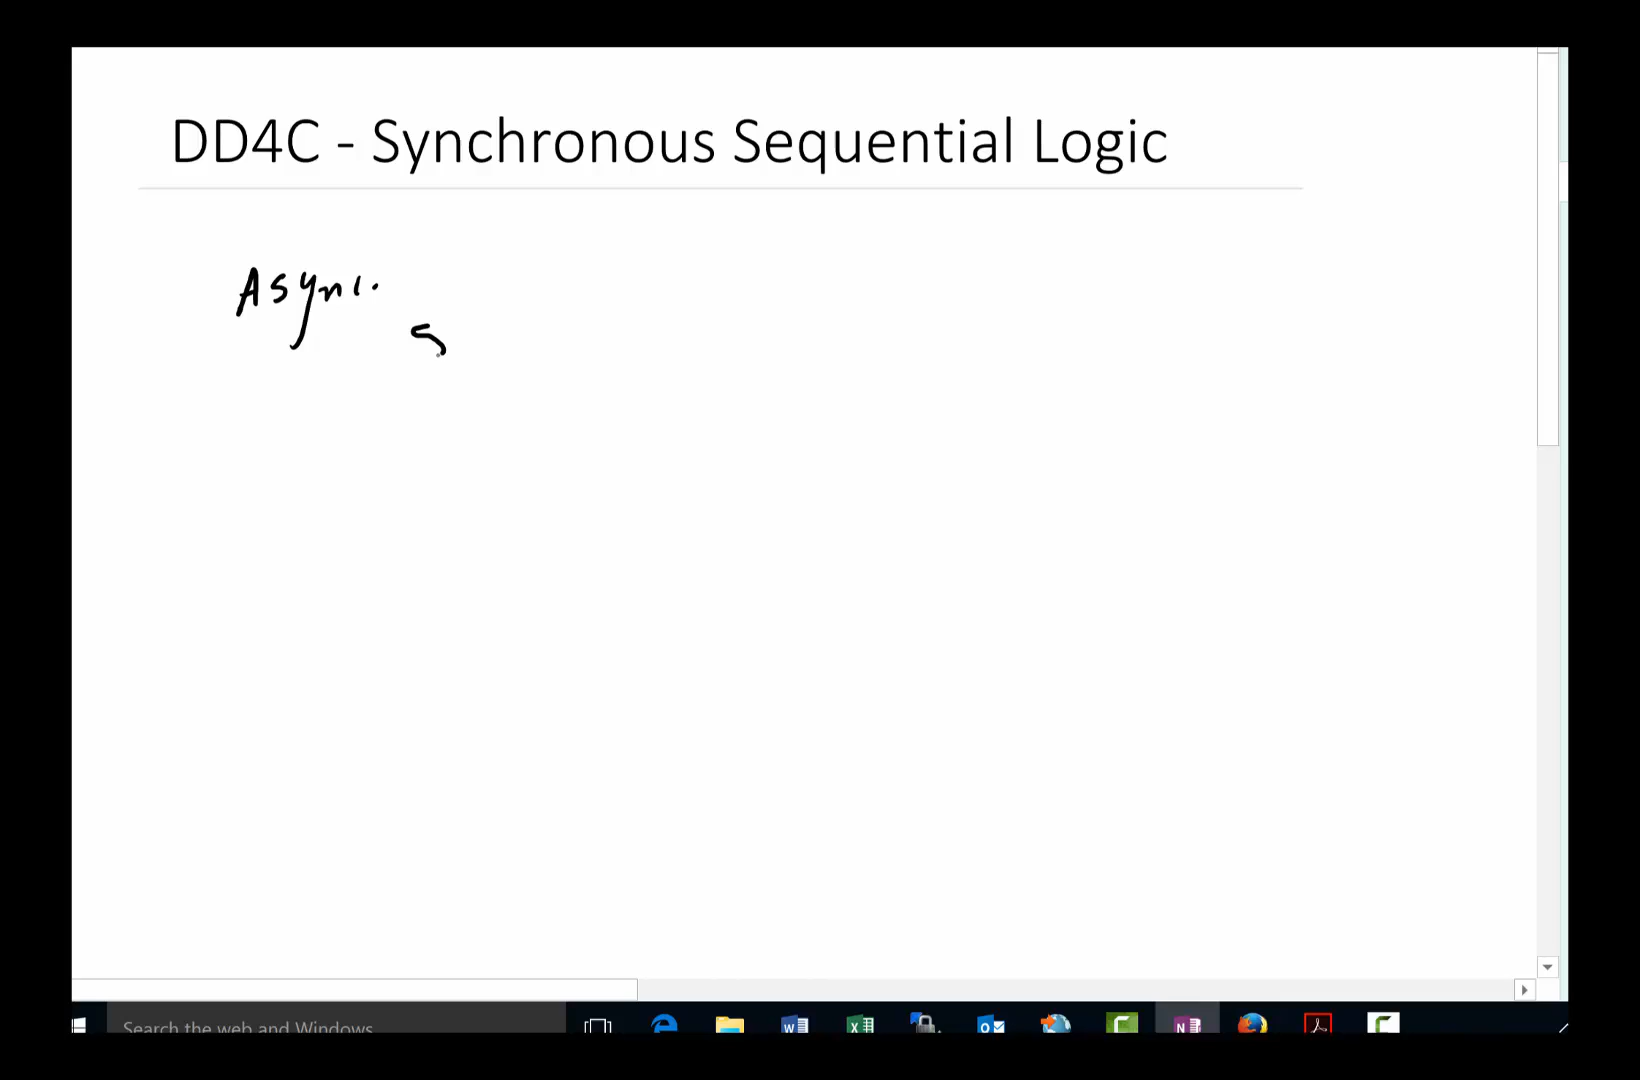 DD4C - Synchronous Sequential Logic
Async.
S
Search the web and Windows